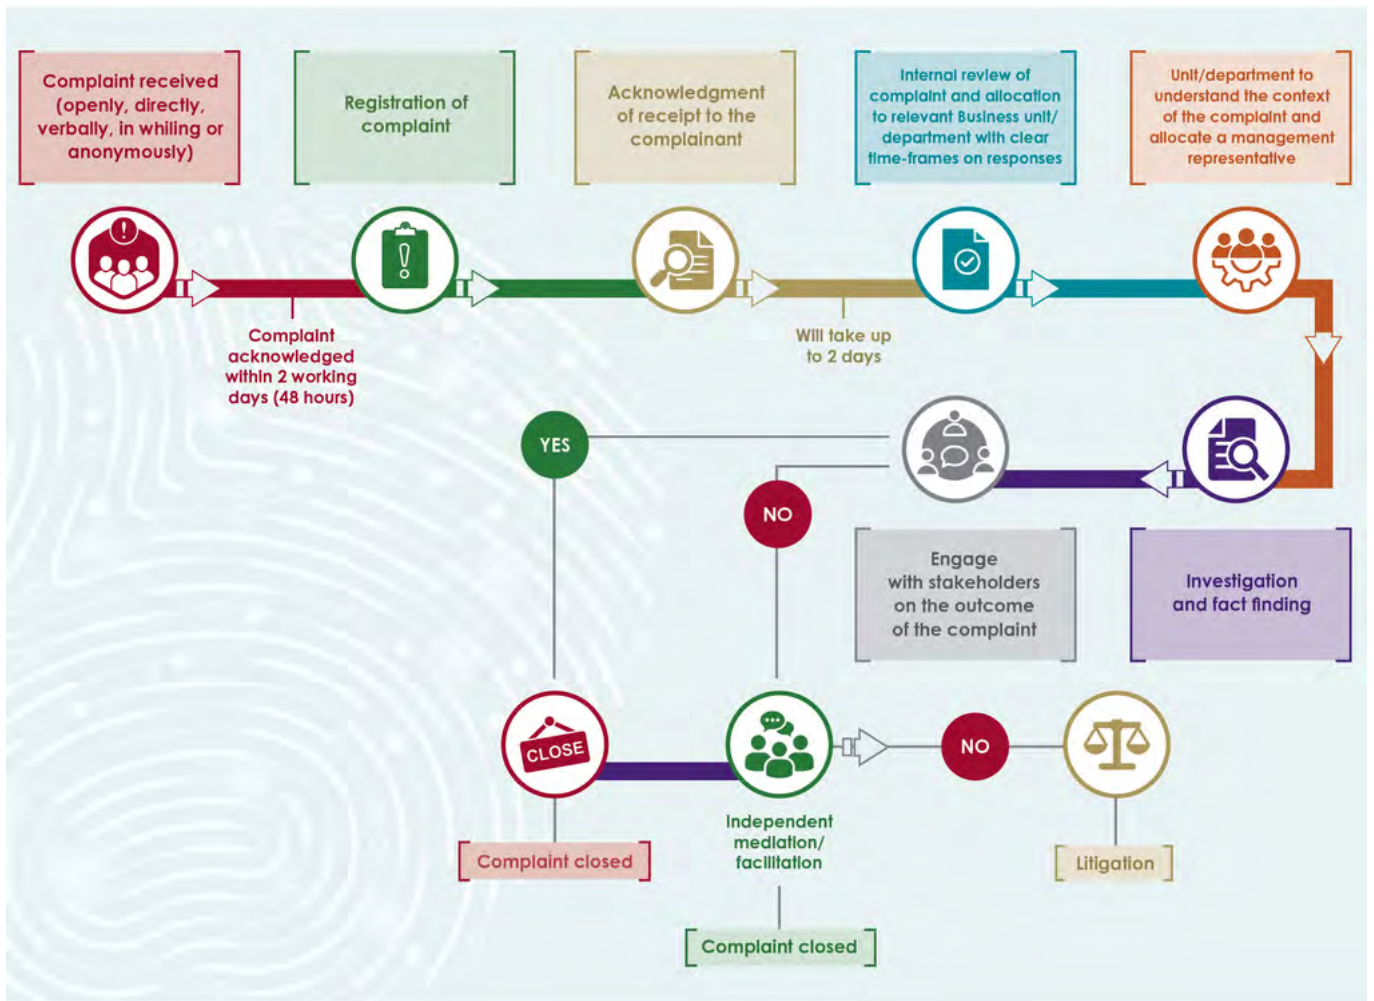 Complaint received
(openly, directly,
verbally, in whiling or
anonymously)
Registration of
complaint
Acknowledgment
of receipt to the
complainant
Internal review of
complaint and allocation
to relevant Business unit/
department with clear
time-frames on responses
Unit/department to
understand the context
of the complaint and
allocate a management
representative
Complaint
acknowledged
within 2 working
days (48 hours)
Will take up
to 2 days
YES
NO
Engage
with stakeholders
on the outcome
of the complaint
Investigation
and fact finding
CLOSE
NO
Independent
mediation/
facilitation
Complaint closed
Litigation
Complaint closed